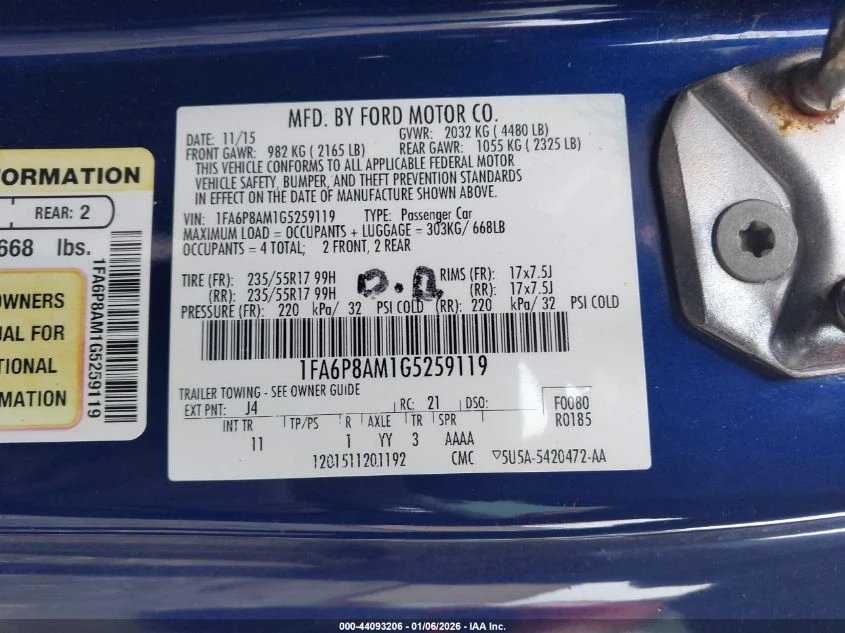 MFD. BY FORD MOTOR CO.
DATE: 11/15 GVWR: 2032 KG ( 4480 LB)
FRONT GAWR: 982 KG ( 2165 LB) REAR GAWR: 1055 KG ( 2325 LB)
THIS VEHICLE CONFORMS TO ALL APPLICABLE FEDERAL MOTOR
VEHICLE SAFETY, BUMPER, AND THEFT PREVENTION STANDARDS
IN EFFECT ON THE DATE OF MANUFACTURE SHOWN ABOVE.
VIN: 1FA6P8AM1G5259119 TYPE: Passenger Car
MAXIMUM LOAD = OCCUPANTS + LUGGAGE = 303KG/ 668LB
OCCUPANTS = 4 TOTAL; 2 FRONT, 2 REAR
TIRE (FR): 235/55R17 99H RIMS (FR): 17x7.5J
(RR): 235/55R17 99H (RR): 17x7.5J
PRESSURE (FR): 220 kPa/ 32 PSI COLD (RR): 220 kPa/ 32 PSI COLD
1FA6P8AM1G5259119
TRAILER TOWING - SEE OWNER GUIDE
EXT PNT: J4 RC: 21 DSO: F0080
R0185
INT TR TP/PS R AXLE TR SPR
11 1 YY 3 AAAA
1201511201192 CMC ▽5U5A-5420472-AA
FORMATION
REAR: 2
668 lbs.
OWNERS
UAL FOR
TIONAL
RMATION
1FA6P8AM1G5259119
000-44093206 - 01/06/2026 - IAA Inc.